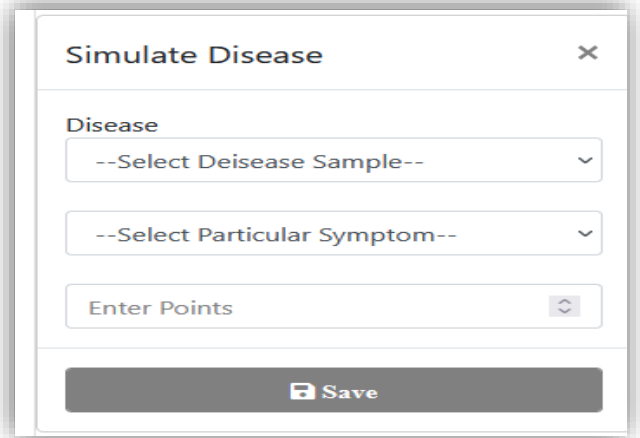 Simulate Disease ×
Disease
--Select Deisease Sample--
--Select Particular Symptom--
Enter Points
Save